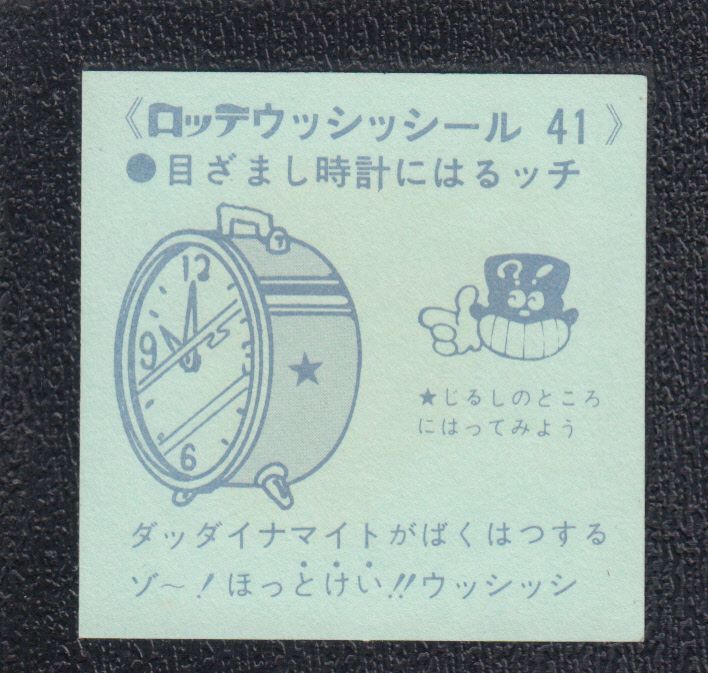 《ロッテウッシッシール 41》
●目ざまし時計にはるッチ
12
9
6
?!
★じるしのところ
にはってみよう
ダッダイナマイトがばくはつする
ゾ〜！ほっとけい!!ウッシッシ